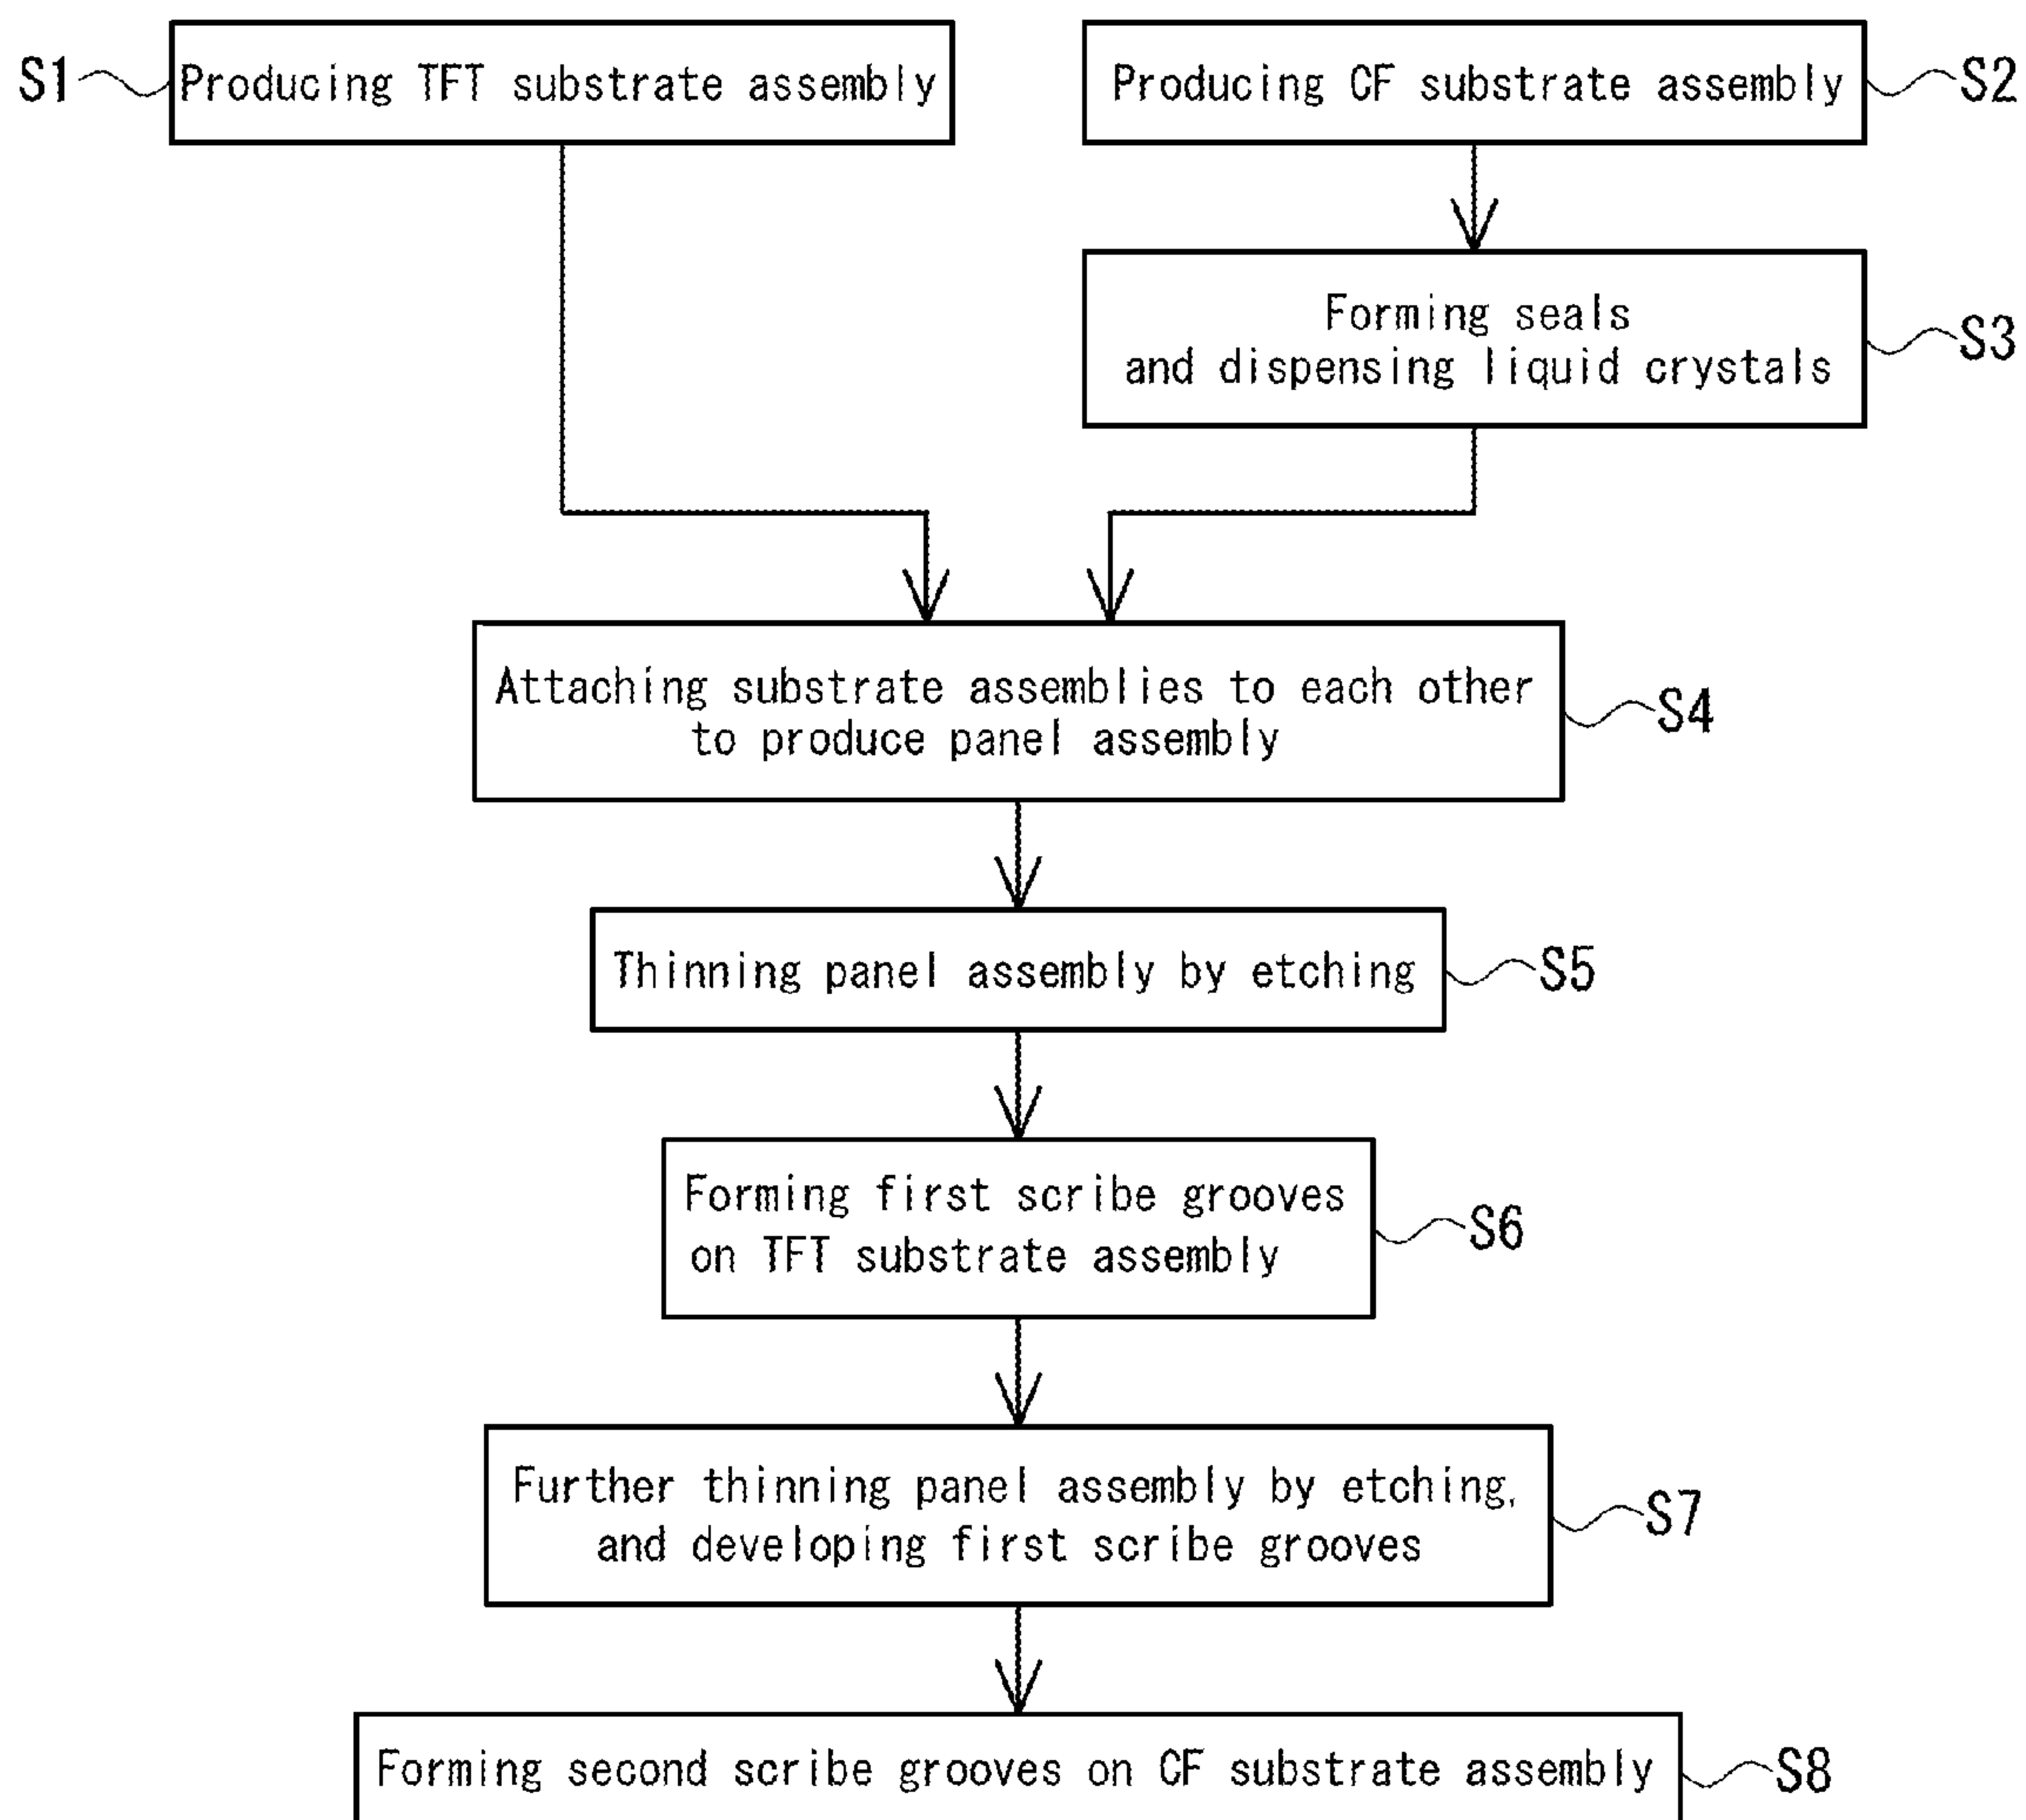 S1
Producing TFT substrate assembly
Producing CF substrate assembly
S2
Forming seals
and dispensing liquid crystals
S3
Attaching substrate assemblies to each other
to produce panel assembly
S4
Thinning panel assembly by etching
S5
Forming first scribe grooves
on TFT substrate assembly
S6
Further thinning panel assembly by etching,
and developing first scribe grooves
S7
Forming second scribe grooves on CF substrate assembly
S8